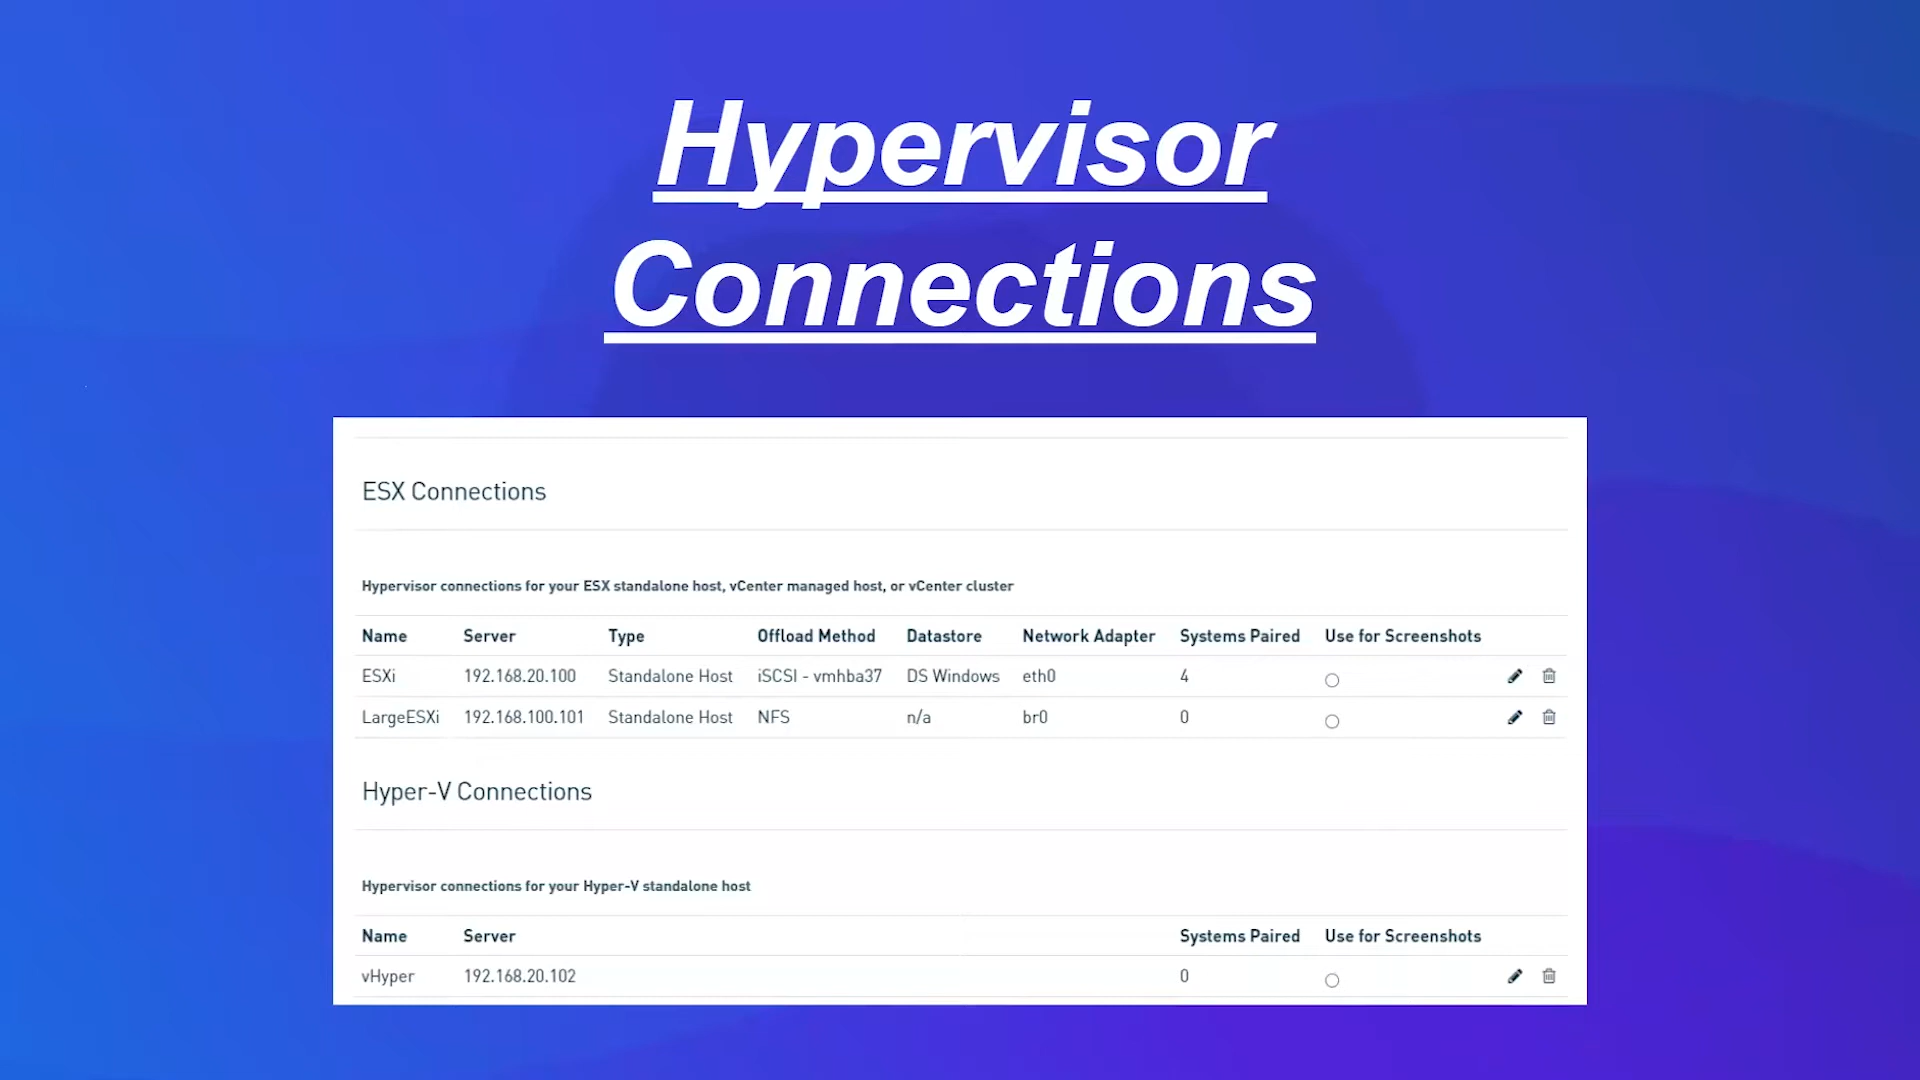 Hypervisor
Connections
ESX Connections
Hypervisor connections for your ESX standalone host, vCenter managed host, or vCenter cluster
Name Server Type Offload Method Datastore Network Adapter Systems Paired Use for Screenshots
ESXi 192.168.20.100 Standalone Host iSCSI - vmhba37 DS Windows eth0 4
LargeESXi 192.168.100.101 Standalone Host NFS n/a br0 0
Hyper-V Connections
Hypervisor connections for your Hyper-V standalone host
Name Server Systems Paired Use for Screenshots
vHyper 192.168.20.102 0